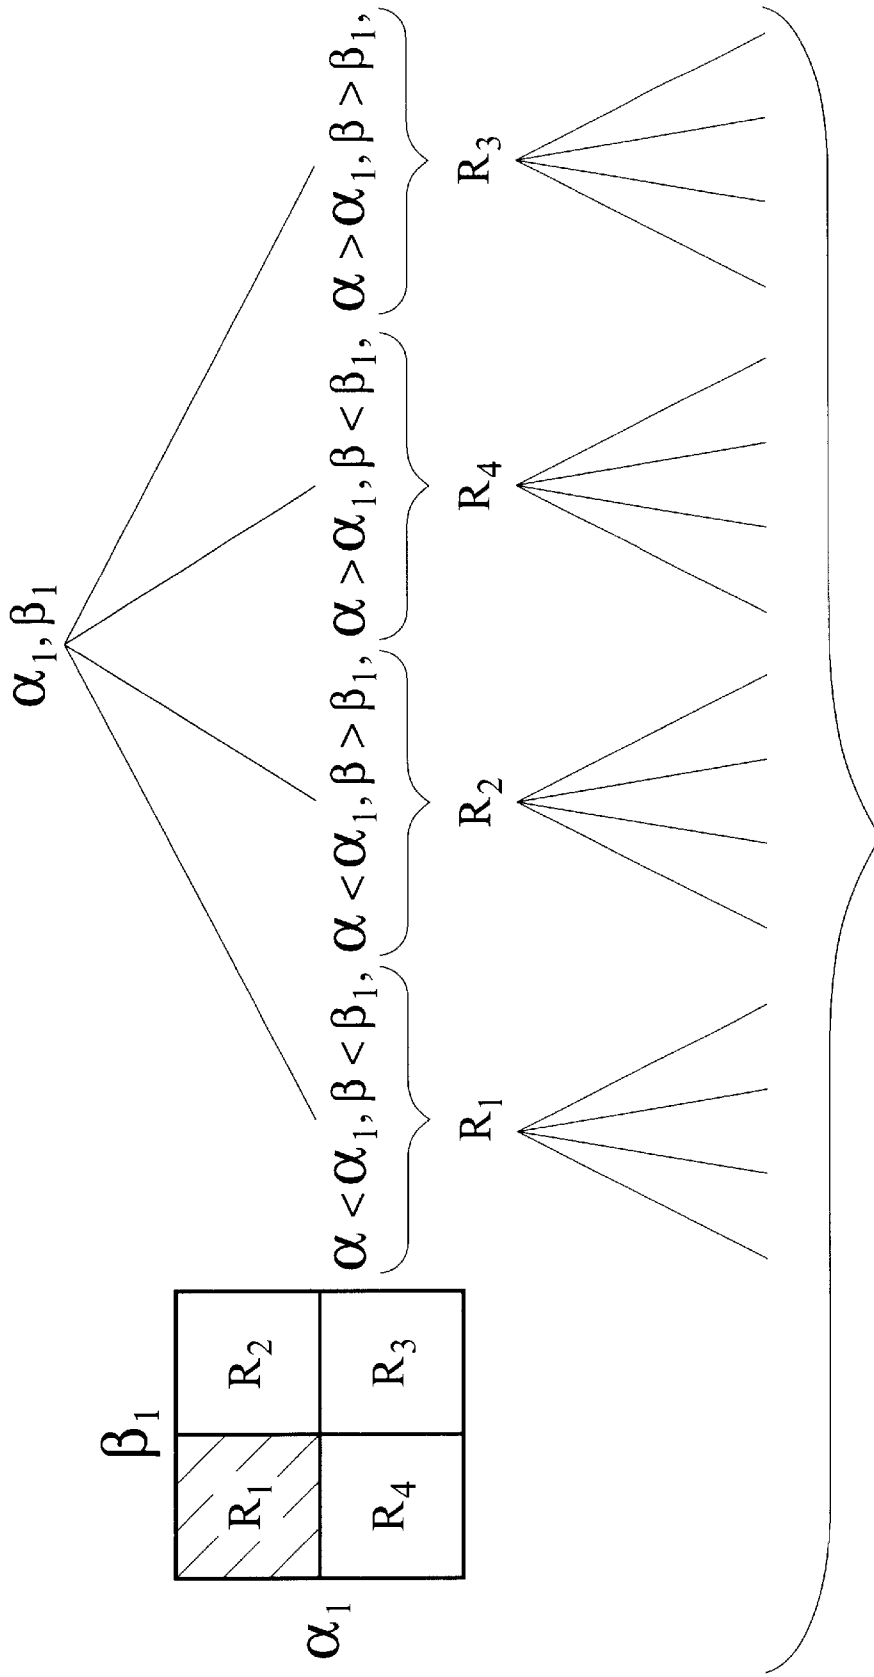 α₁, β₁
β₁
α₁
R₁ R₂
R₄ R₃
α < α₁, β < β₁, α < α₁, β > β₁, α > α₁, β < β₁, α > α₁, β > β₁,
R₁ R₂ R₄ R₃